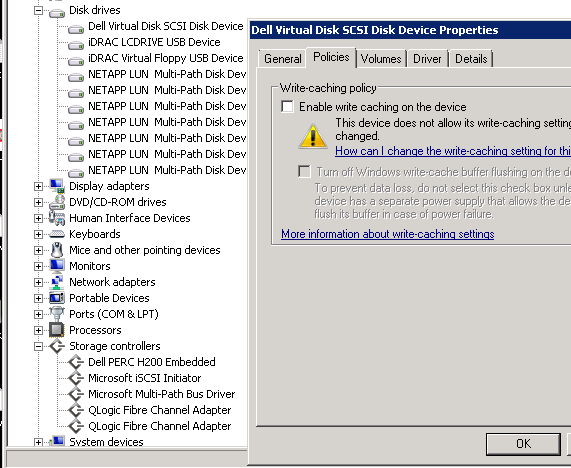 Disk drives
Dell Virtual Disk SCSI Disk Device
iDRAC LCDRIVE USB Device
iDRAC Virtual Floppy USB Device
NETAPP LUN Multi-Path Disk Dev
NETAPP LUN Multi-Path Disk Dev
NETAPP LUN Multi-Path Disk Dev
NETAPP LUN Multi-Path Disk Dev
NETAPP LUN Multi-Path Disk Dev
NETAPP LUN Multi-Path Disk Dev
NETAPP LUN Multi-Path Disk Dev
Display adapters
DVD/CD-ROM drives
Human Interface Devices
Keyboards
Mice and other pointing devices
Monitors
Network adapters
Portable Devices
Ports (COM & LPT)
Processors
Storage controllers
Dell PERC H200 Embedded
Microsoft iSCSI Initiator
Microsoft Multi-Path Bus Driver
QLogic Fibre Channel Adapter
QLogic Fibre Channel Adapter
System devices
Dell Virtual Disk SCSI Disk Device Properties
General Policies Volumes Driver Details
Write-caching policy
Enable write caching on the device
This device does not allow its write-caching setting
changed.
How can I change the write-caching setting for thi
Turn off Windows write-cache buffer flushing on the de
To prevent data loss, do not select this check box unle
device has a separate power supply that allows the de
flush its buffer in case of power failure.
More information about write-caching settings
OK